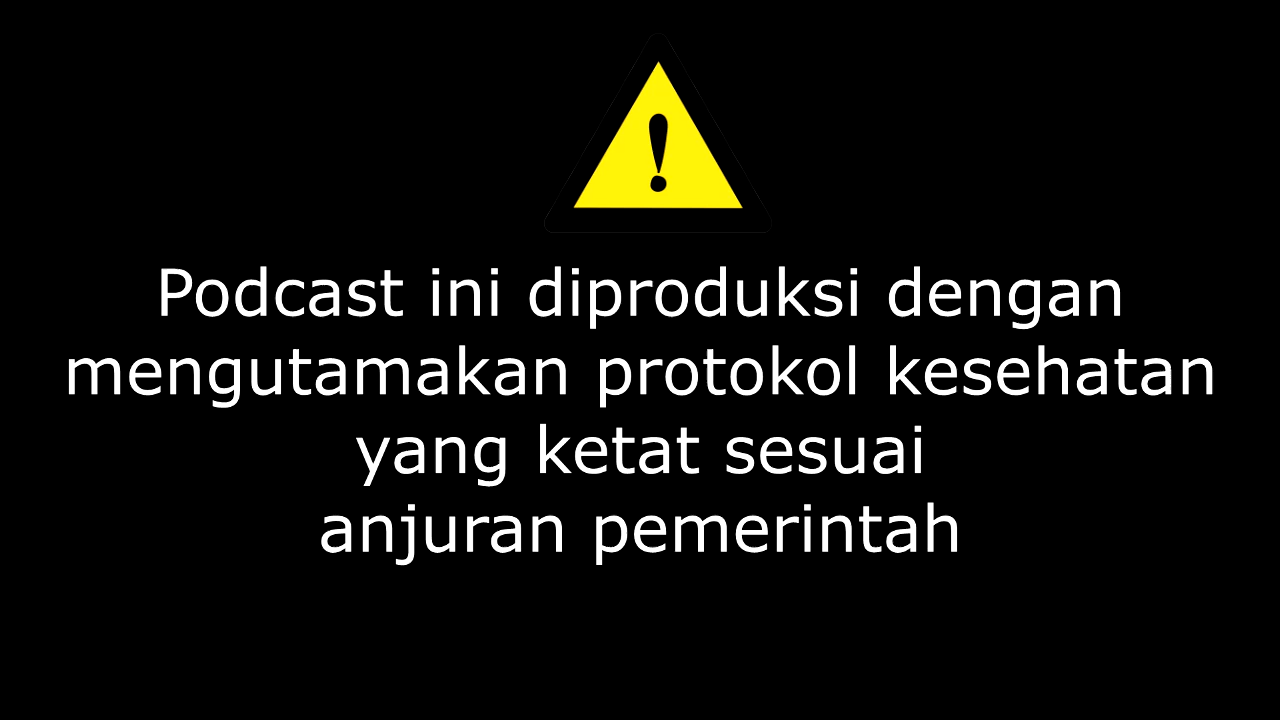 Podcast ini diproduksi dengan
mengutamakan protokol kesehatan
yang ketat sesuai
anjuran pemerintah